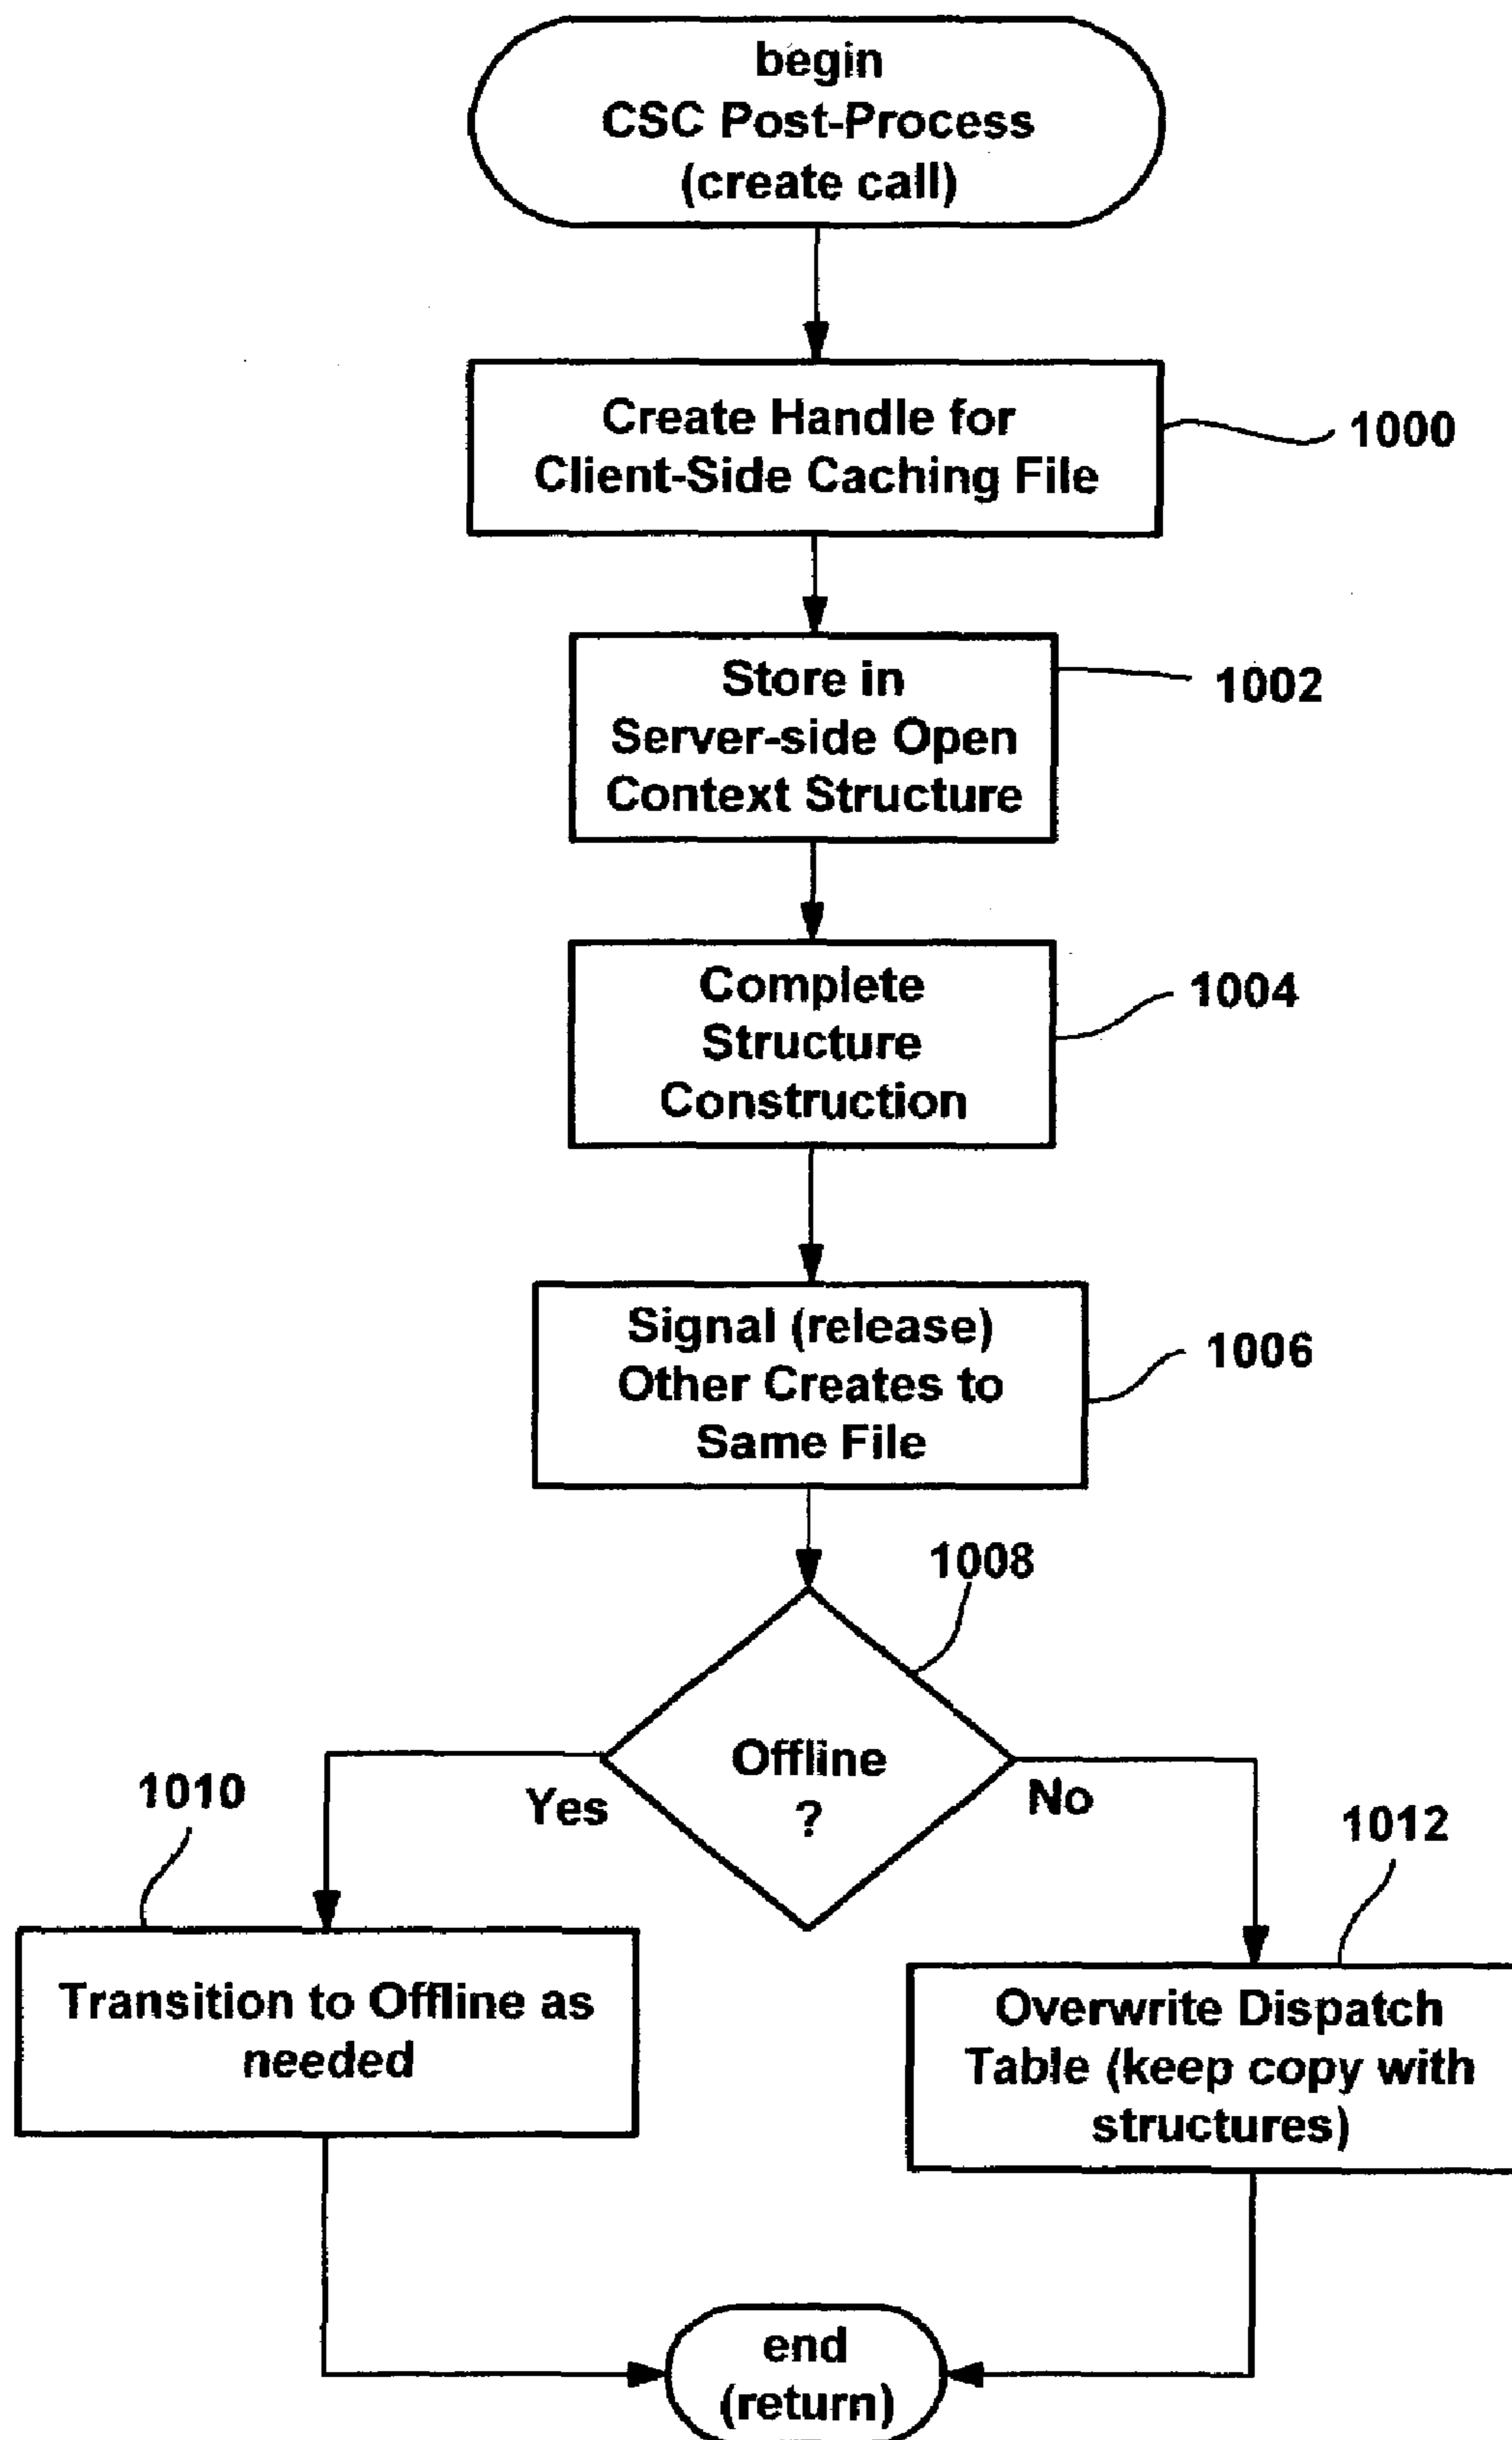 begin
CSC Post-Process
(create call)
Create Handle for
Client-Side Caching File
1000
Store in
Server-side Open
Context Structure
1002
Complete
Structure
Construction
1004
Signal (release)
Other Creates to
Same File
1006
1008
Offline
?
Yes
No
1010
1012
Transition to Offline as
needed
Overwrite Dispatch
Table (keep copy with
structures)
end
(return)